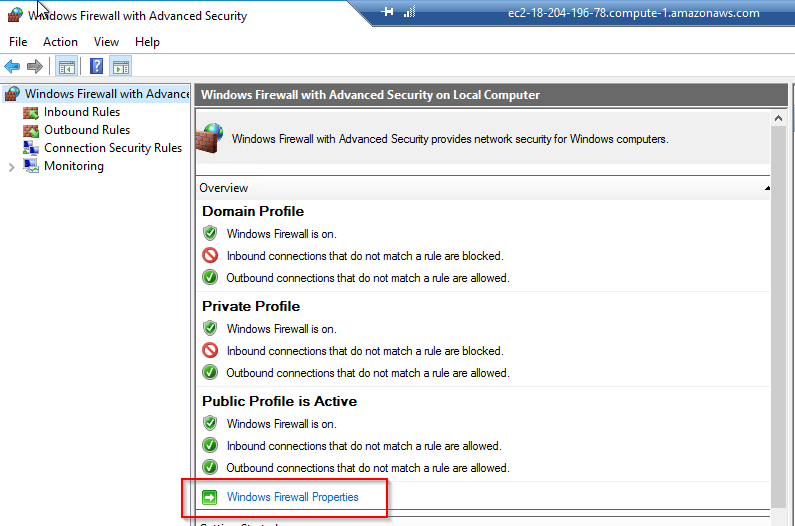 Windows Firewall with Advanced Security
ec2-18-204-196-78.compute-1.amazonaws.com
File Action View Help
Windows Firewall with Advance
Inbound Rules
Outbound Rules
Connection Security Rules
Monitoring
Windows Firewall with Advanced Security on Local Computer
Windows Firewall with Advanced Security provides network security for Windows computers.
Overview
Domain Profile
Windows Firewall is on.
Inbound connections that do not match a rule are blocked.
Outbound connections that do not match a rule are allowed.
Private Profile
Windows Firewall is on.
Inbound connections that do not match a rule are blocked.
Outbound connections that do not match a rule are allowed.
Public Profile is Active
Windows Firewall is on.
Inbound connections that do not match a rule are allowed.
Outbound connections that do not match a rule are allowed.
Windows Firewall Properties